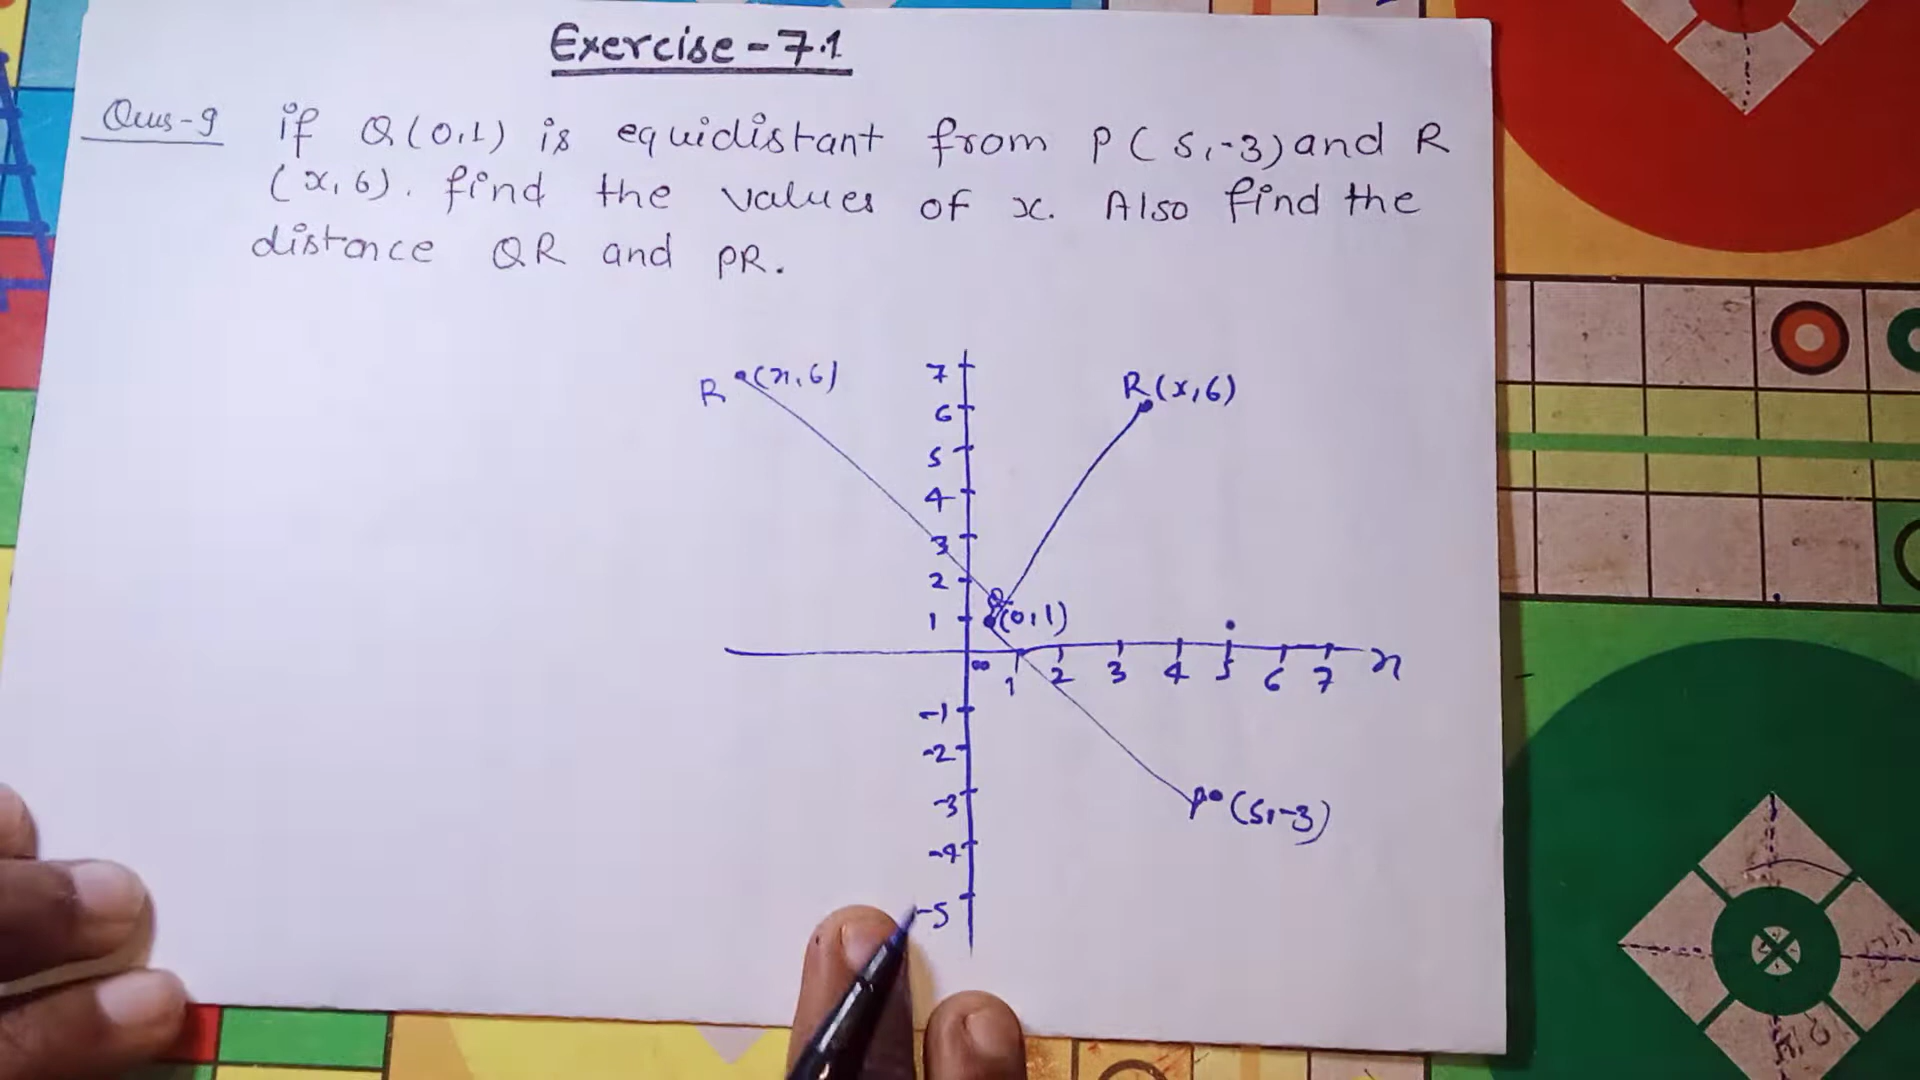 Exercise-7.1
Ques-9 if Q(0,1) is equidistant from P(5,-3) and R
(x,6). find the values of x. Also find the
distance QR and PR.
R (x,6)
R(x,6)
7
6
5
4
3
2
1
Q
(0,1)
1 2 3 4 5 6 7 x
-1
-2
-3
P (5,-3)
-4
-5